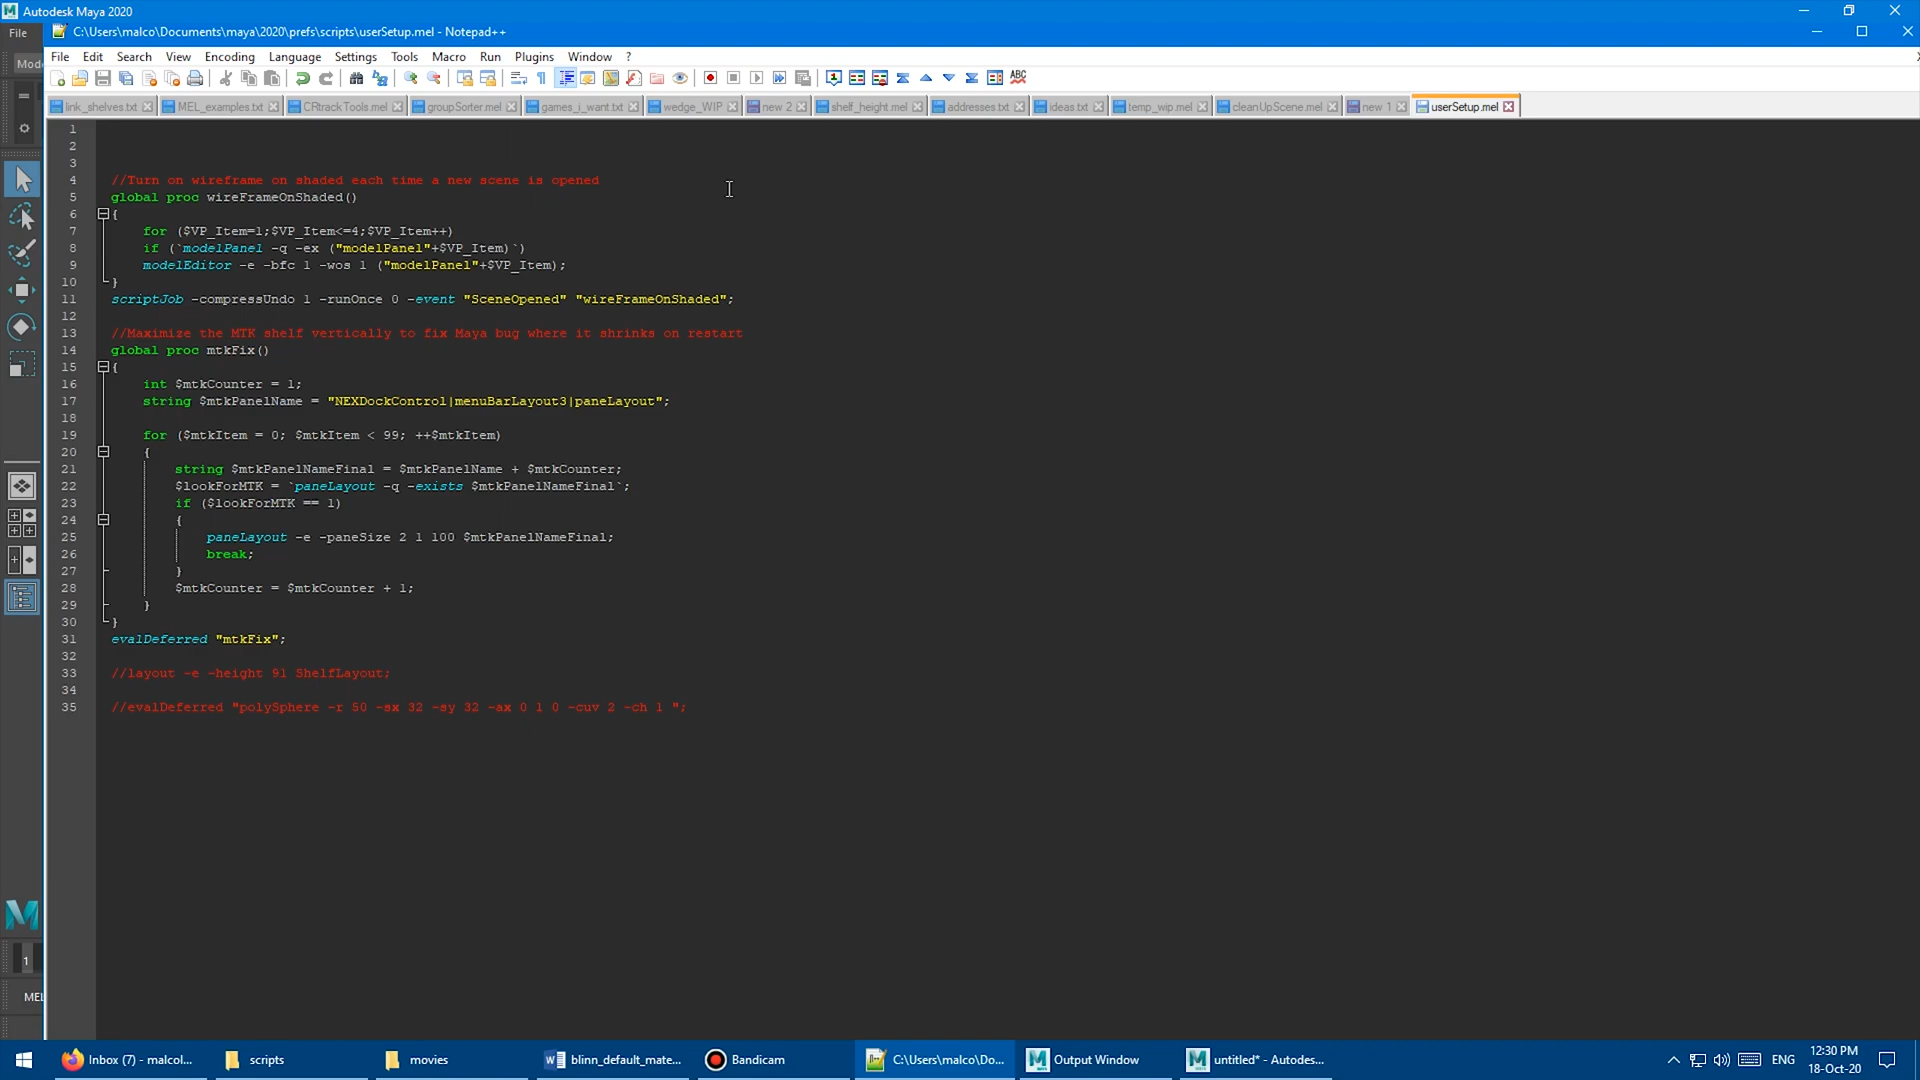 Autodesk Maya 2020
File
C:\Users\malco\Documents\maya\2020\prefs\scripts\userSetup.mel - Notepad++
File Edit Search View Encoding Language Settings Tools Macro Run Plugins Window ?
link_shelves.txt MEL_examples.txt CRtrackTools.mel groupSorter.mel games_i_want.txt wedge_WIP new 2 shelf_height.mel addresses.txt ideas.txt temp_wip.mel cleanUpScene.mel new 1 userSetup.mel
1
2
3
4 //Turn on wireframe on shaded each time a new scene is opened
5 global proc wireFrameOnShaded()
6 {
7 for ($VP_Item=1;$VP_Item<=4;$VP_Item++)
8 if (`modelPanel -q -ex ("modelPanel"+$VP_Item)`)
9 modelEditor -e -bfc 1 -wos 1 ("modelPanel"+$VP_Item);
10 }
11 scriptJob -compressUndo 1 -runOnce 0 -event "SceneOpened" "wireFrameOnShaded";
12
13 //Maximize the MTK shelf vertically to fix Maya bug where it shrinks on restart
14 global proc mtkFix()
15 {
16 int $mtkCounter = 1;
17 string $mtkPanelName = "NEXDockControl|menuBarLayout3|paneLayout";
18
19 for ($mtkItem = 0; $mtkItem < 99; ++$mtkItem)
20 {
21 string $mtkPanelNameFinal = $mtkPanelName + $mtkCounter;
22 $lookForMTK = `paneLayout -q -exists $mtkPanelNameFinal`;
23 if ($lookForMTK == 1)
24 {
25 paneLayout -e -paneSize 2 1 100 $mtkPanelNameFinal;
26 break;
27 }
28 $mtkCounter = $mtkCounter + 1;
29 }
30 }
31 evalDeferred "mtkFix";
32
33 //layout -e -height 91 ShelfLayout;
34
35 //evalDeferred "polySphere -r 50 -sx 32 -sy 32 -ax 0 1 0 -cuv 2 -ch 1 ";
1
MEL
Inbox (7) - malcol... scripts movies blinn_default_mate... Bandicam C:\Users\malco\Do... Output Window untitled* - Autodes... ENG 12:30 PM
18-Oct-20